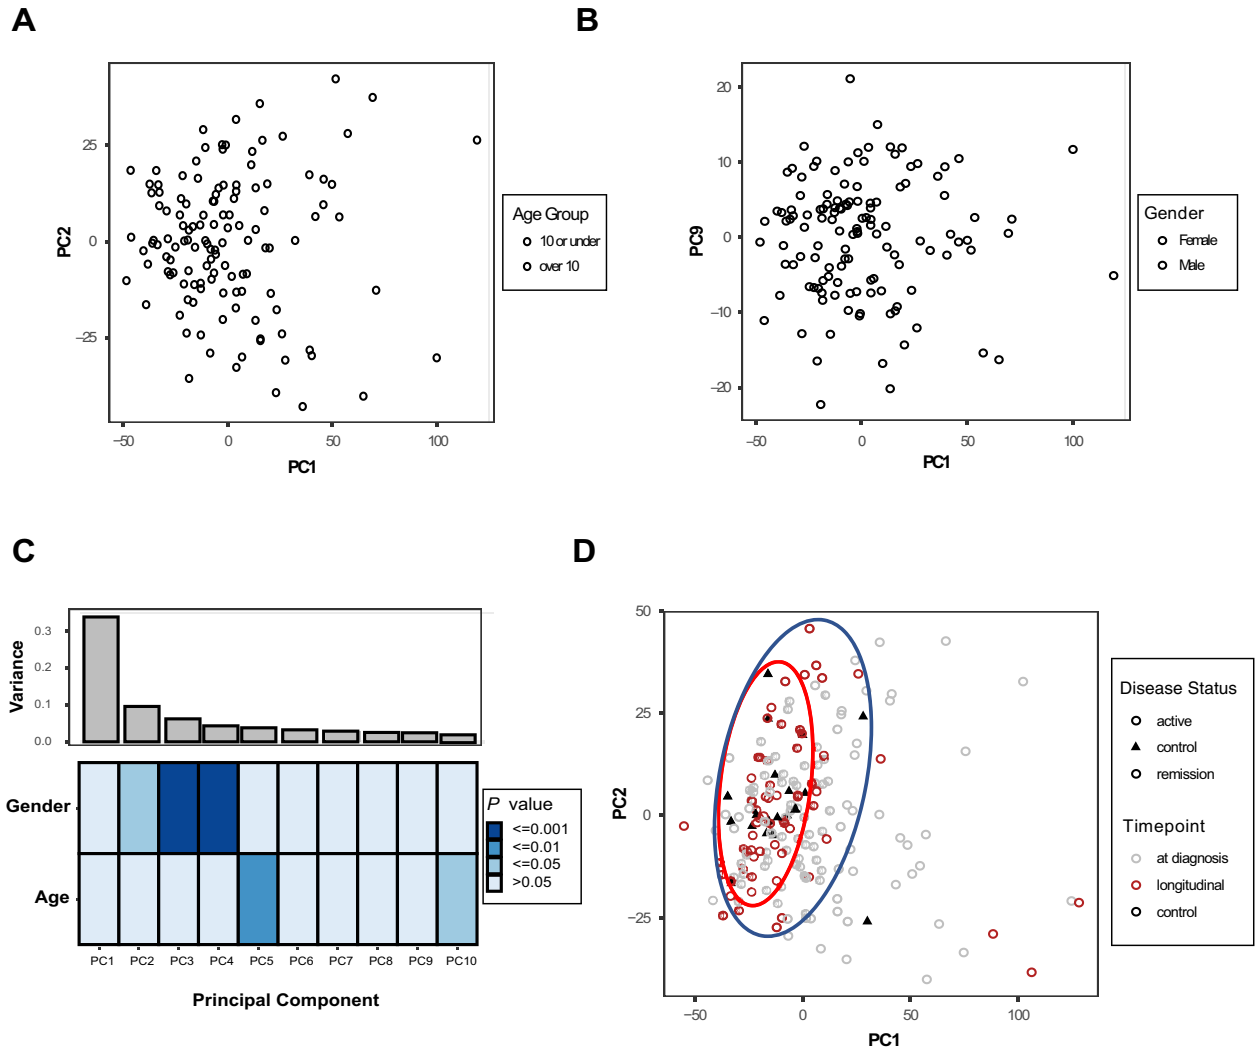 A
B
25
0
−25
PC2
−50
0
50
100
PC1
Age Group
10 or under
over 10
20
10
0
−10
−20
PC9
−50
0
50
100
PC1
Gender
Female
Male
C
D
0.3
0.2
0.1
0.0
Variance
Gender
Age
PC1 PC2 PC3 PC4 PC5 PC6 PC7 PC8 PC9 PC10
Principal Component
P value
<=0.001
<=0.01
<=0.05
>0.05
50
25
0
−25
PC2
−50
0
50
100
PC1
Disease Status
active
control
remission
Timepoint
at diagnosis
longitudinal
control